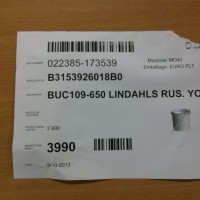 022385-173539
Machine: MD43
Emballage: EURO PLT
B3153926018B0
BUC109-650 LINDAHLS RUS. YO
3.990
3990
9-10-2013